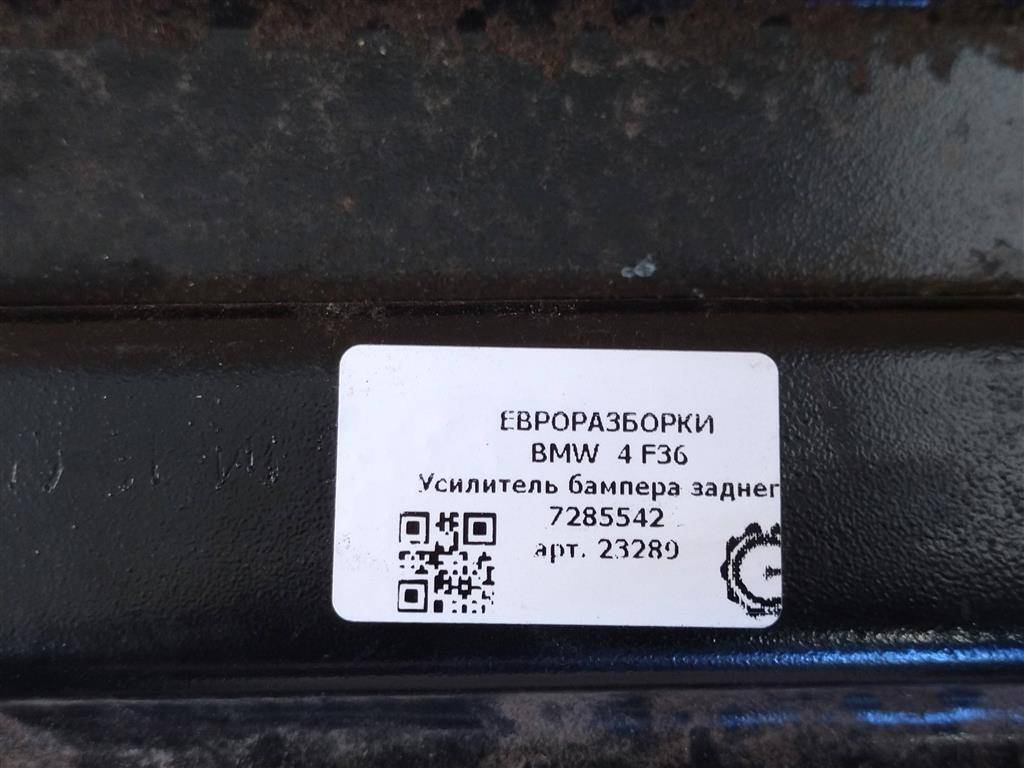 ЕВРОРАЗБОРКИ
BMW 4 F36
Усилитель бампера заднег
7285542
арт. 23289